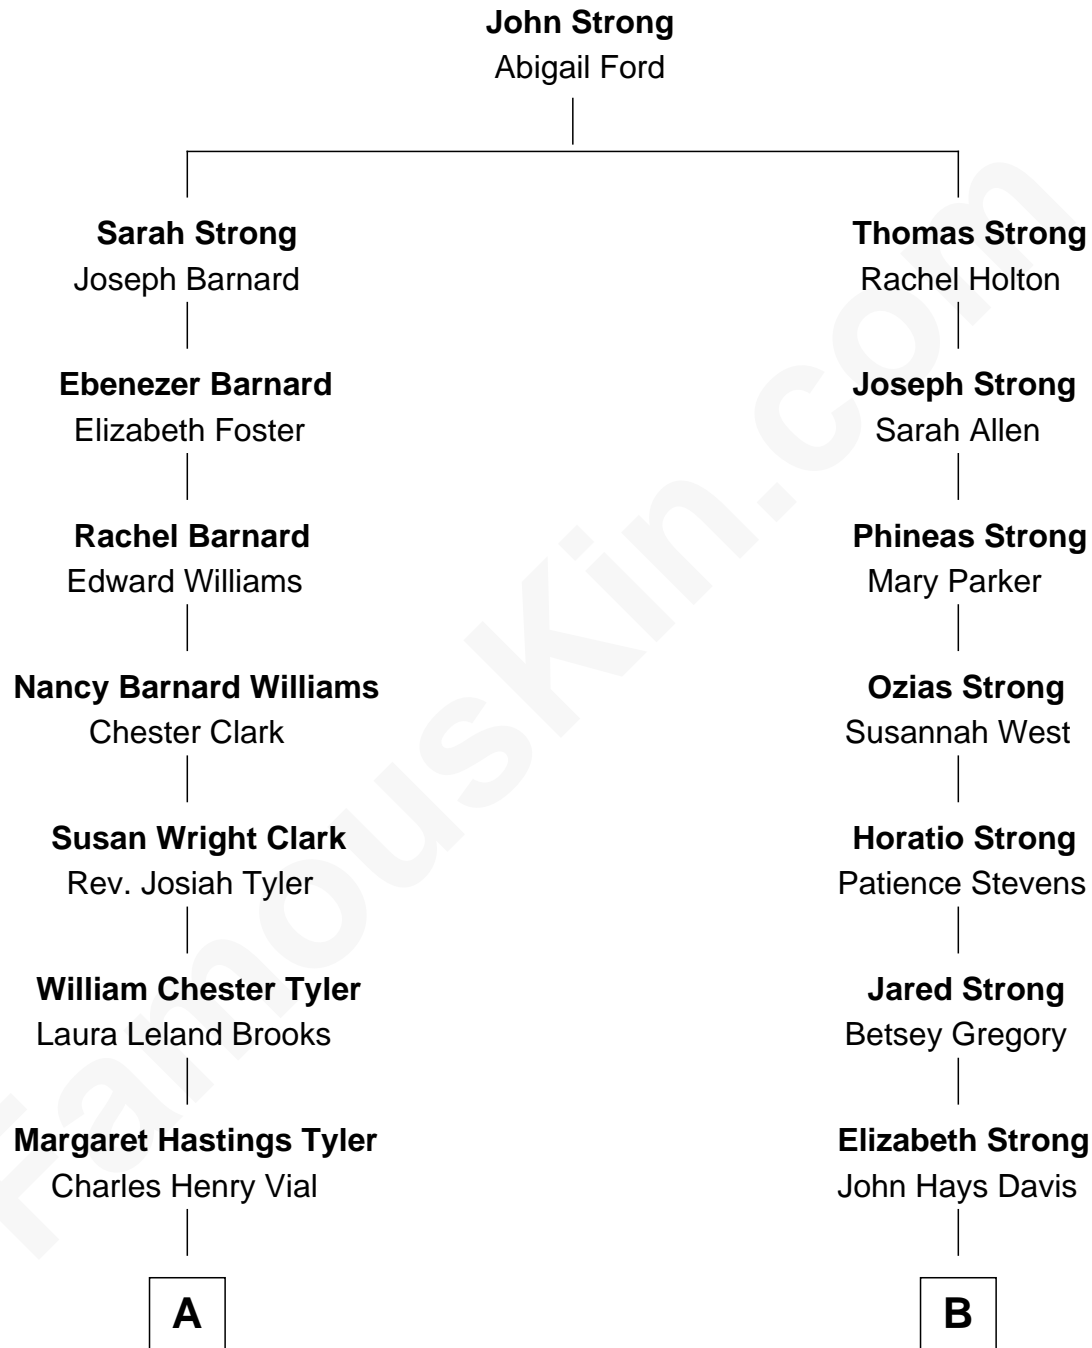 John Strong
Abigail Ford
Sarah Strong
Joseph Barnard
Ebenezer Barnard
Elizabeth Foster
Rachel Barnard
Edward Williams
Nancy Barnard Williams
Chester Clark
Susan Wright Clark
Rev. Josiah Tyler
William Chester Tyler
Laura Leland Brooks
Margaret Hastings Tyler
Charles Henry Vial
A
Thomas Strong
Rachel Holton
Joseph Strong
Sarah Allen
Phineas Strong
Mary Parker
Ozias Strong
Susannah West
Horatio Strong
Patience Stevens
Jared Strong
Betsey Gregory
Elizabeth Strong
John Hays Davis
B
FamousKin.com